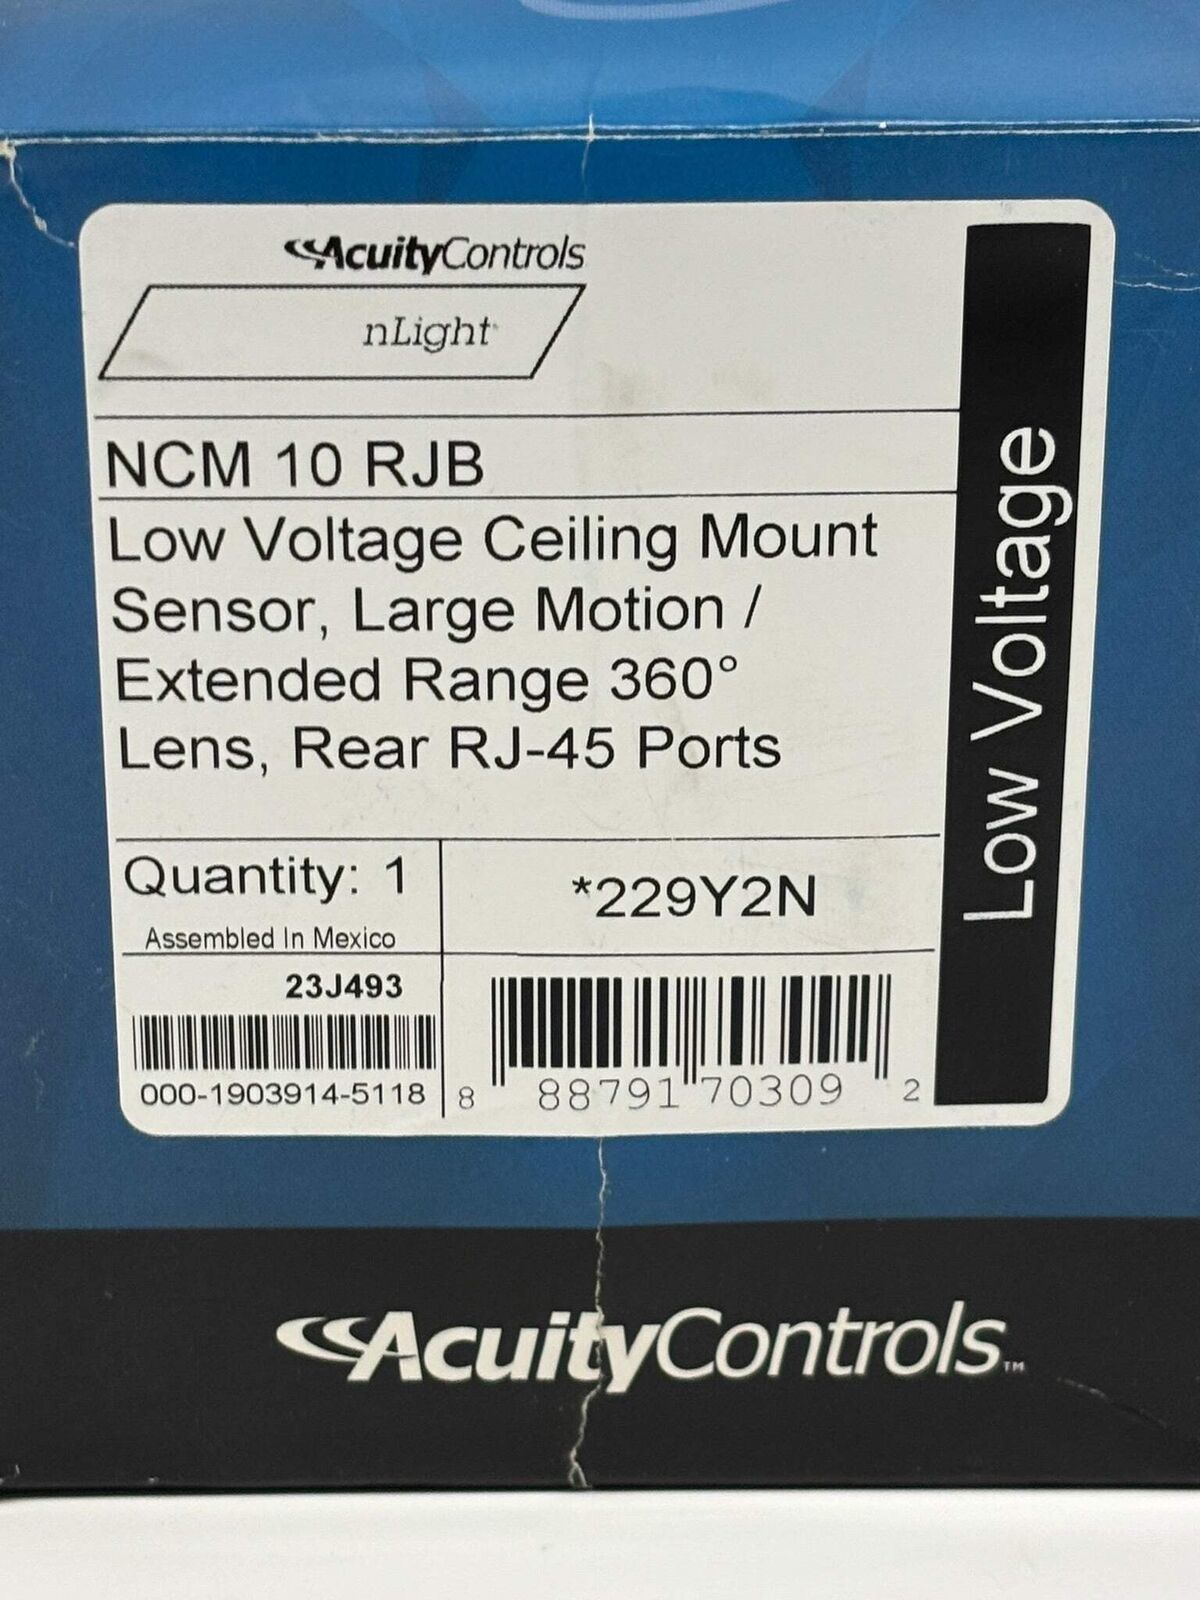 AcuityControls
nLight
NCM 10 RJB
Low Voltage Ceiling Mount
Sensor, Large Motion /
Extended Range 360°
Lens, Rear RJ-45 Ports
Quantity: 1
Assembled In Mexico
*229Y2N
23J493
000-1903914-5118
8 88791 70309 2
Low Voltage
AcuityControls™